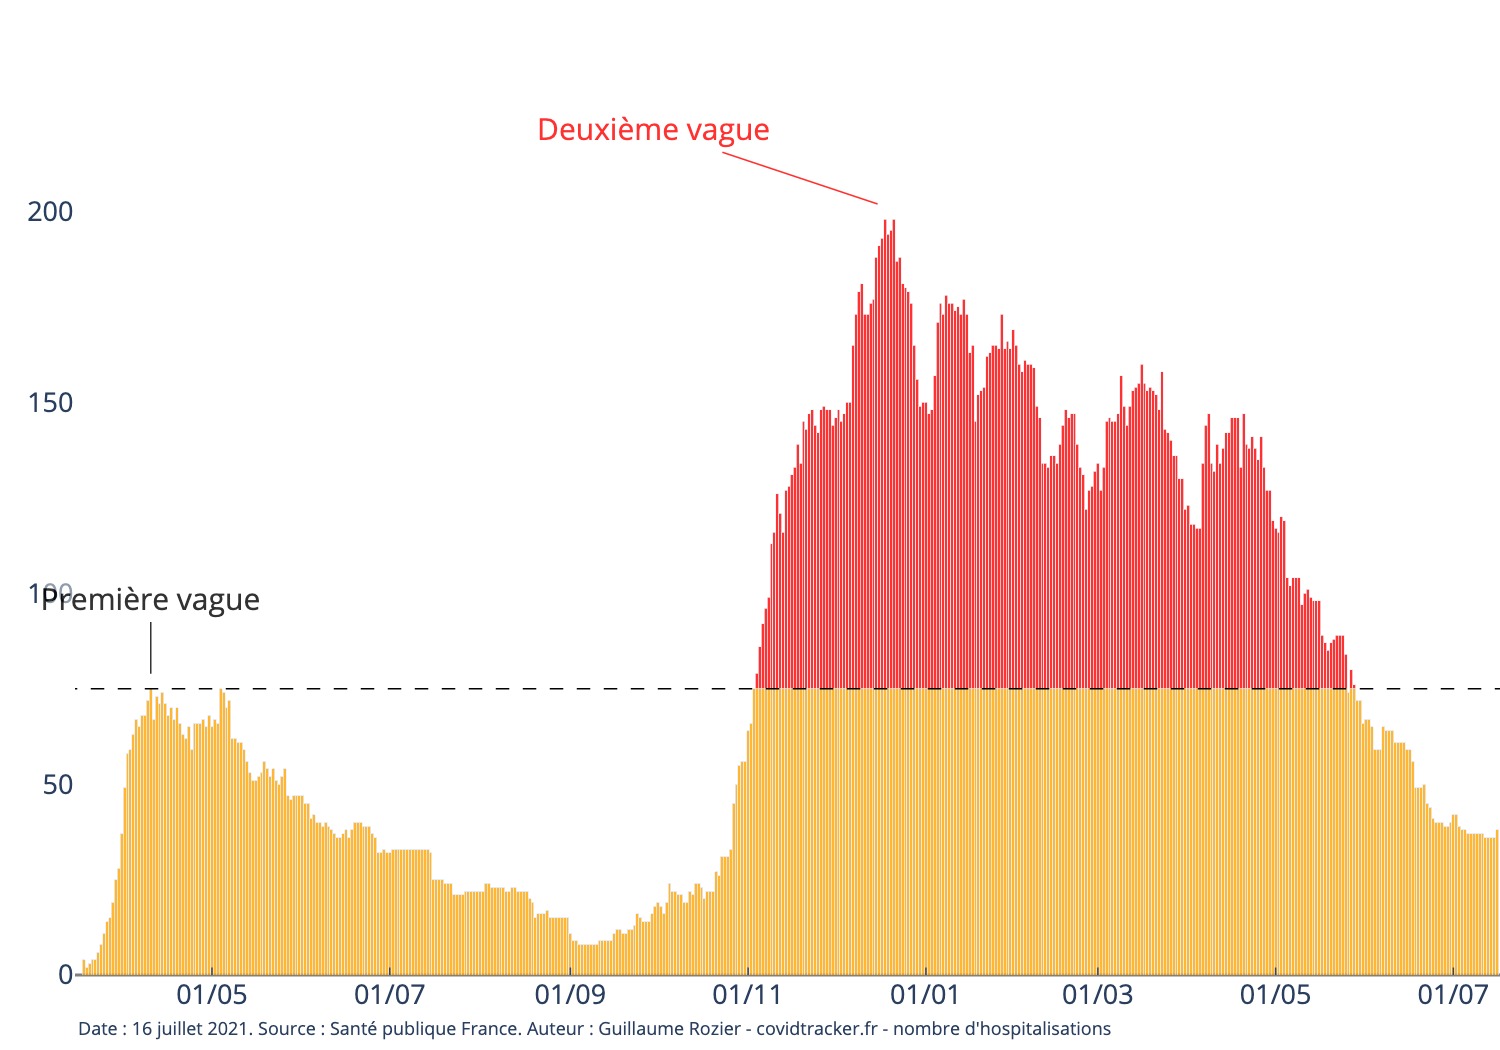 Deuxième vague
200
150
100
Première vague
50
0
01/05 01/07 01/09 01/11 01/01 01/03 01/05 01/07
Date : 16 juillet 2021. Source : Santé publique France. Auteur : Guillaume Rozier - covidtracker.fr - nombre d'hospitalisations